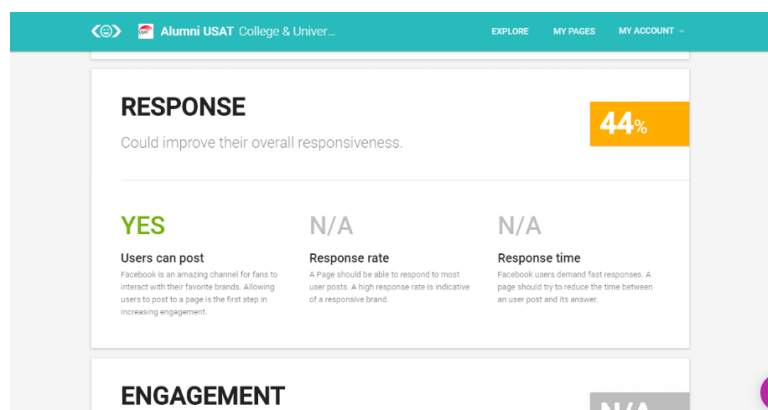 Alumni USAT College & Univer...
EXPLORE MY PAGES MY ACCOUNT
RESPONSE
44%
Could improve their overall responsiveness.
YES
Users can post
Facebook is an amazing channel for fans to
interact with their favorite brands. Allowing
users to post to a page is the first step in
increasing engagement.
N/A
Response rate
A Page should be able to respond to most
user posts. A high response rate is indicative
of a responsive brand.
N/A
Response time
Facebook users demand fast responses. A
page should try to reduce the time between
an user post and its answer.
ENGAGEMENT
N/A